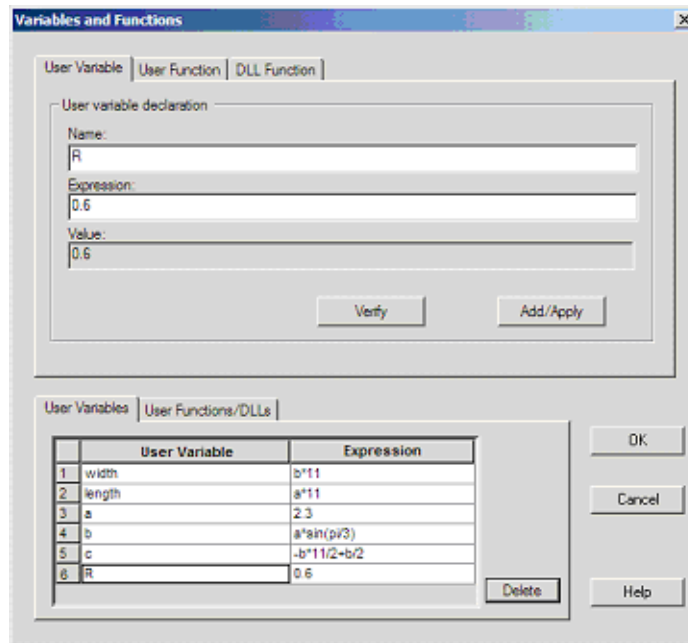 Variables and Functions
User Variable User Function DLL Function
User variable declaration
Name:
R
Expression:
0.6
Value:
0.6
Verify Add/Apply
User Variables User Functions/DLLs
User Variable Expression
1 width b*11
2 length a*11
3 a 2.3
4 b a*sin(pi/3)
5 c -b*11/2+b/2
6 R 0.6
Delete
OK
Cancel
Help